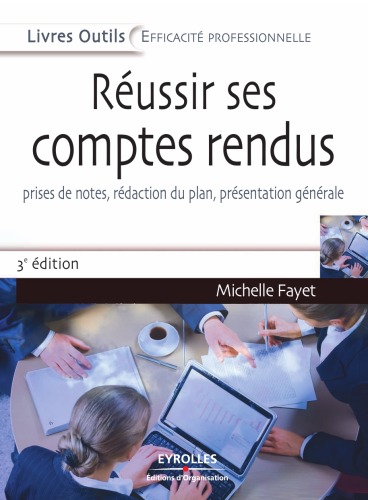 Livres Outils | EFFICACITÉ PROFESSIONNELLE
Réussir ses
comptes rendus
prises de notes, rédaction du plan, présentation générale
3e édition
Michelle Fayet
EYROLLES
Éditions d'Organisation